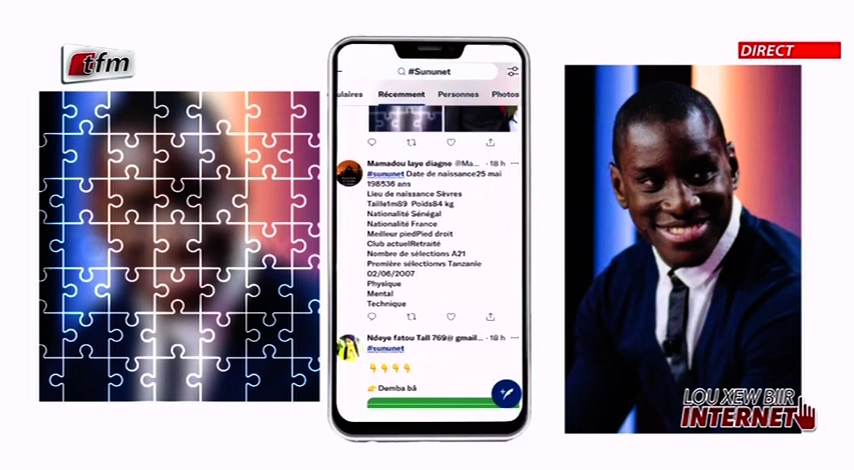 tfm
DIRECT
#Sununet
ulaires Récemment Personnes Photos
Mamadou laye diagne @Ma... · 18 h ...
#sununet Date de naissance25 mai
198536 ans
Lieu de naissance Sèvres
Taille1m89 Poids84 kg
Nationalité Sénégal
Nationalité France
Meilleur piedPied droit
Club actuelRetraité
Nombre de sélections A21
Première sélectionvs Tanzanie
02/06/2007
Physique
Mental
Technique
Ndeye fatou Tall 769@ gmail... · 18 h ...
#sununet
👇👇👇👇
👉Demba bâ
LOU XEW BIIR
INTERNET